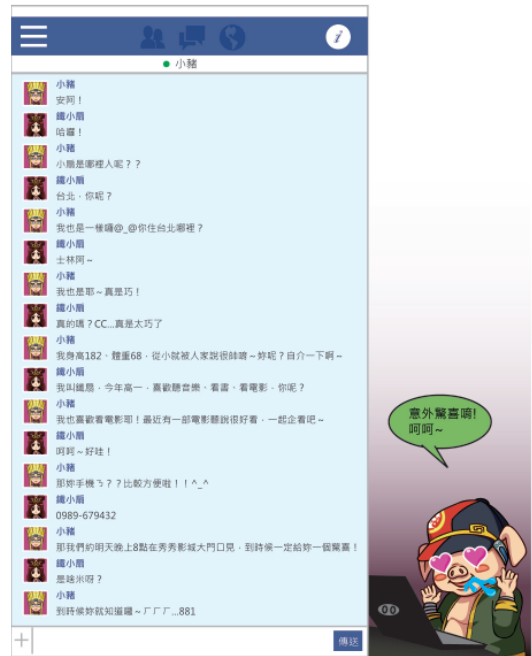 i
小豬
小豬
安阿！
鐵小扇
哈囉！
小豬
小扇是哪裡人呢？？
鐵小扇
台北，你呢？
小豬
我也是一樣囉@_@你住台北哪裡？
鐵小扇
士林阿～
小豬
我也是耶～真是巧！
鐵小扇
真的嗎？CC...真是太巧了
小豬
我身高182、體重68，從小就被人家說很帥唷～妳呢？自介一下啊～
鐵小扇
我叫鐵扇，今年高一，喜歡聽音樂、看書、看電影，你呢？
小豬
我也喜歡看電影耶！最近有一部電影聽說很好看，一起企看吧～
鐵小扇
呵呵～好哇！
小豬
那妳手機ㄋ？？比較方便啦！！^_^
鐵小扇
0989-679432
小豬
那我們約明天晚上8點在秀秀影城大門口見，到時候一定給妳一個驚喜！
鐵小扇
是啥米呀？
小豬
到時候妳就知道囉～ㄏㄏㄏ...881
傳送
意外驚喜唷!
呵呵～